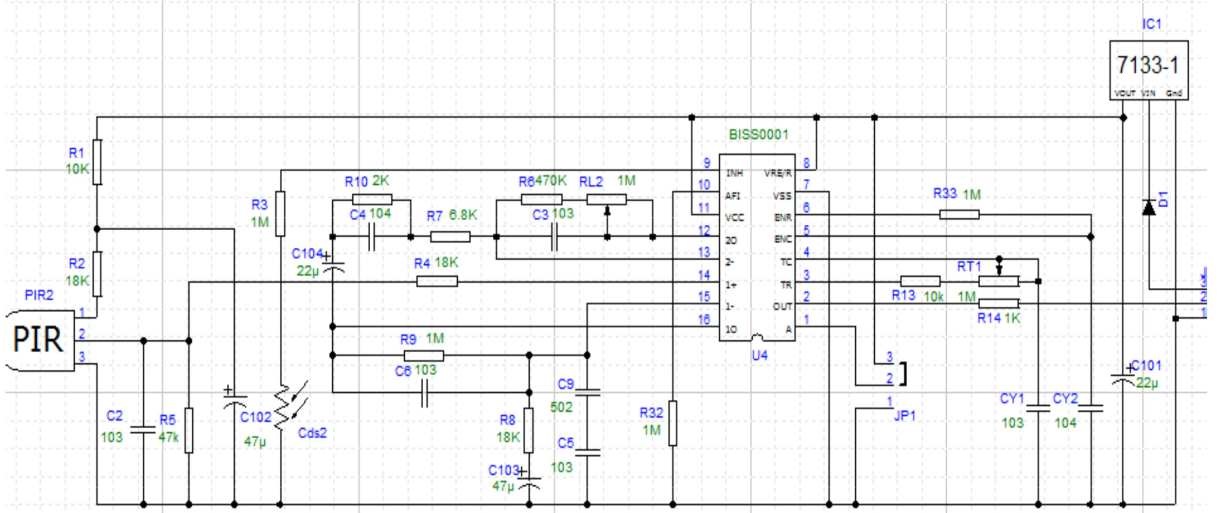 IC1
7133-1
VOUT VIN Gnd
R1
10K
R2
18K
PIR2
PIR
1
2
3
C2
103
R5
47k
C102
47µ
R3
1M
Cds2
R10 2K
C4 104
C104
22µ
R7 6.8K
R6 470K
RL2 1M
C3 103
R4 18K
R9 1M
C6 103
R8
18K
C103
47µ
C9
502
C5
103
R32
1M
BISS0001
9 INH
10 AFI
11 VCC
12 2O
13 2-
14 1+
15 1-
16 1O
VRE/R 8
VSS 7
ENR 6
ENC 5
TC 4
TR 3
OUT 2
A 1
U4
R33 1M
RT1
1M
R13 10k
R14 1K
3
2
1
JP1
CY1
103
CY2
104
C101
22µ
D1
2
1